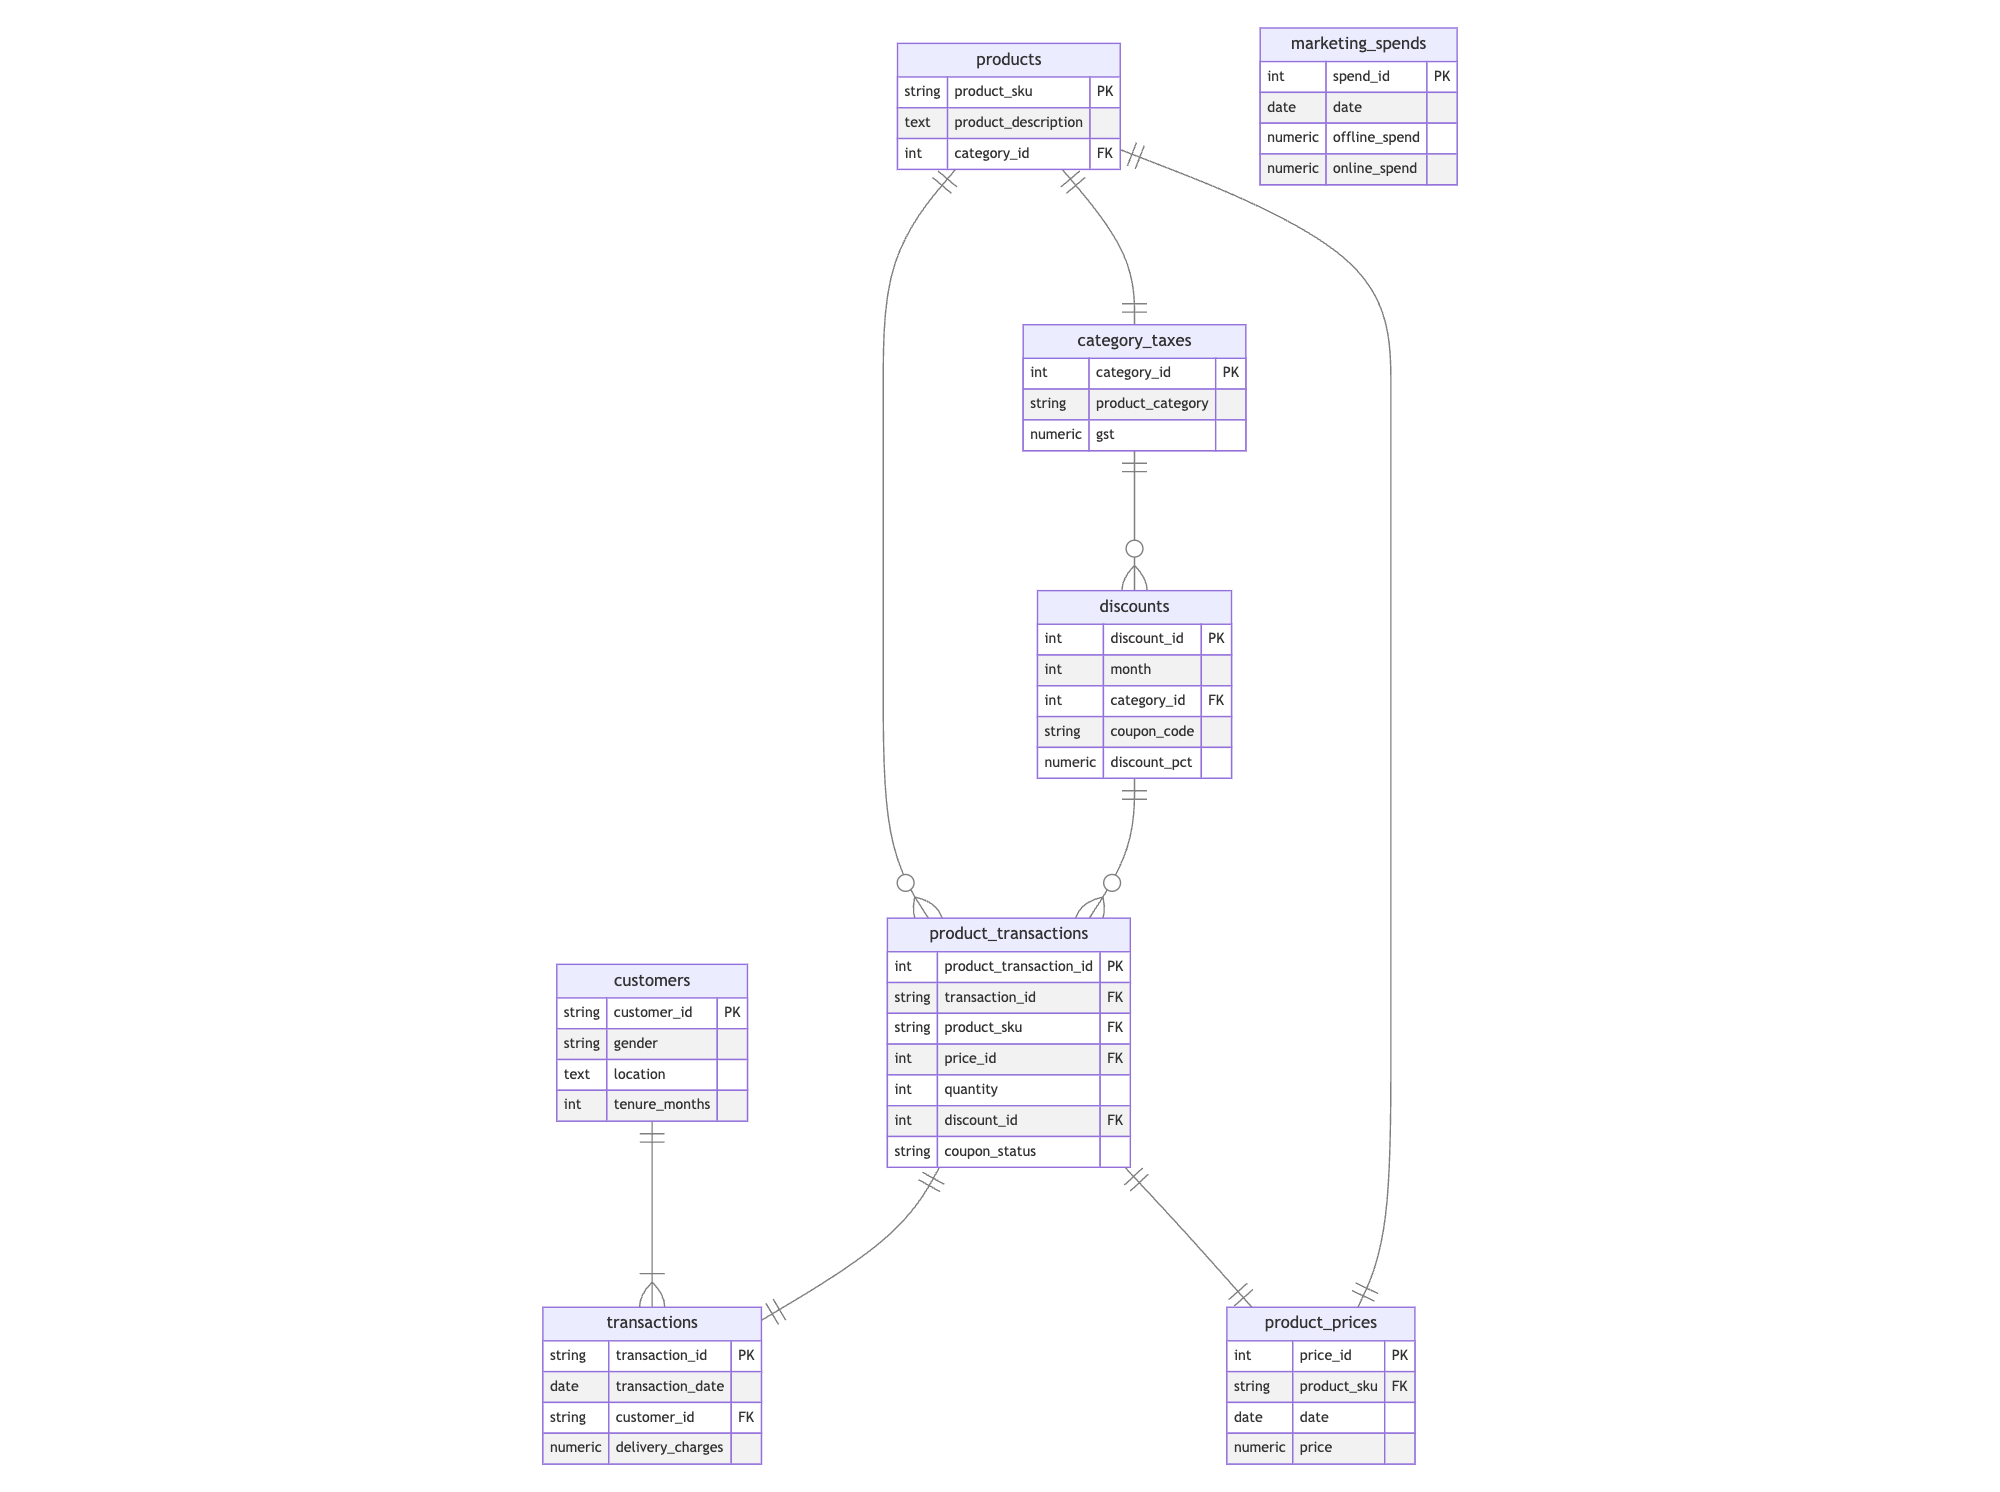 products
string product_sku PK
text product_description
int category_id FK
marketing_spends
int spend_id PK
date date
numeric offline_spend
numeric online_spend
category_taxes
int category_id PK
string product_category
numeric gst
discounts
int discount_id PK
int month
int category_id FK
string coupon_code
numeric discount_pct
product_transactions
int product_transaction_id PK
string transaction_id FK
string product_sku FK
int price_id FK
int quantity
int discount_id FK
string coupon_status
customers
string customer_id PK
string gender
text location
int tenure_months
transactions
string transaction_id PK
date transaction_date
string customer_id FK
numeric delivery_charges
product_prices
int price_id PK
string product_sku FK
date date
numeric price